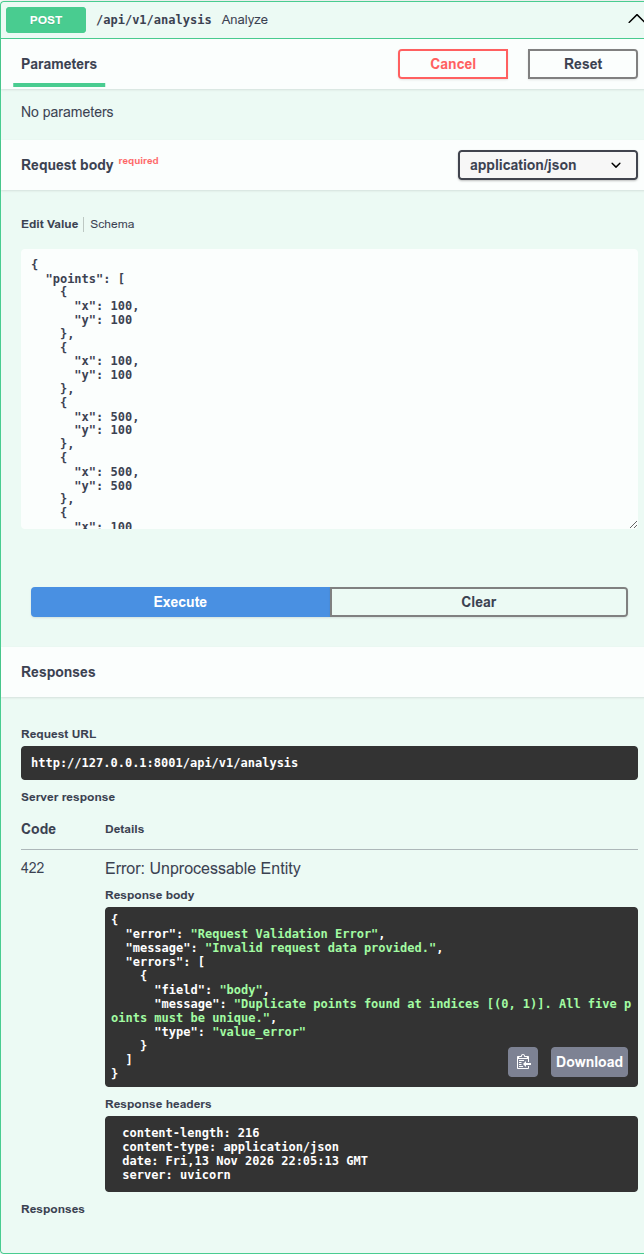 POST /api/v1/analysis Analyze
Parameters Cancel Reset
No parameters
Request body required application/json
Edit Value Schema
{
  "points": [
    {
      "x": 100,
      "y": 100
    },
    {
      "x": 100,
      "y": 100
    },
    {
      "x": 500,
      "y": 100
    },
    {
      "x": 500,
      "y": 500
    },
    {
      "x": 100
Execute Clear
Responses
Request URL
http://127.0.0.1:8001/api/v1/analysis
Server response
Code Details
422 Error: Unprocessable Entity
Response body
{
  "error": "Request Validation Error",
  "message": "Invalid request data provided.",
  "errors": [
    {
      "field": "body",
      "message": "Duplicate points found at indices [(0, 1)]. All five p
oints must be unique.",
      "type": "value_error"
    }
  ]
}
Download
Response headers
content-length: 216
content-type: application/json
date: Fri,13 Nov 2026 22:05:13 GMT
server: uvicorn
Responses